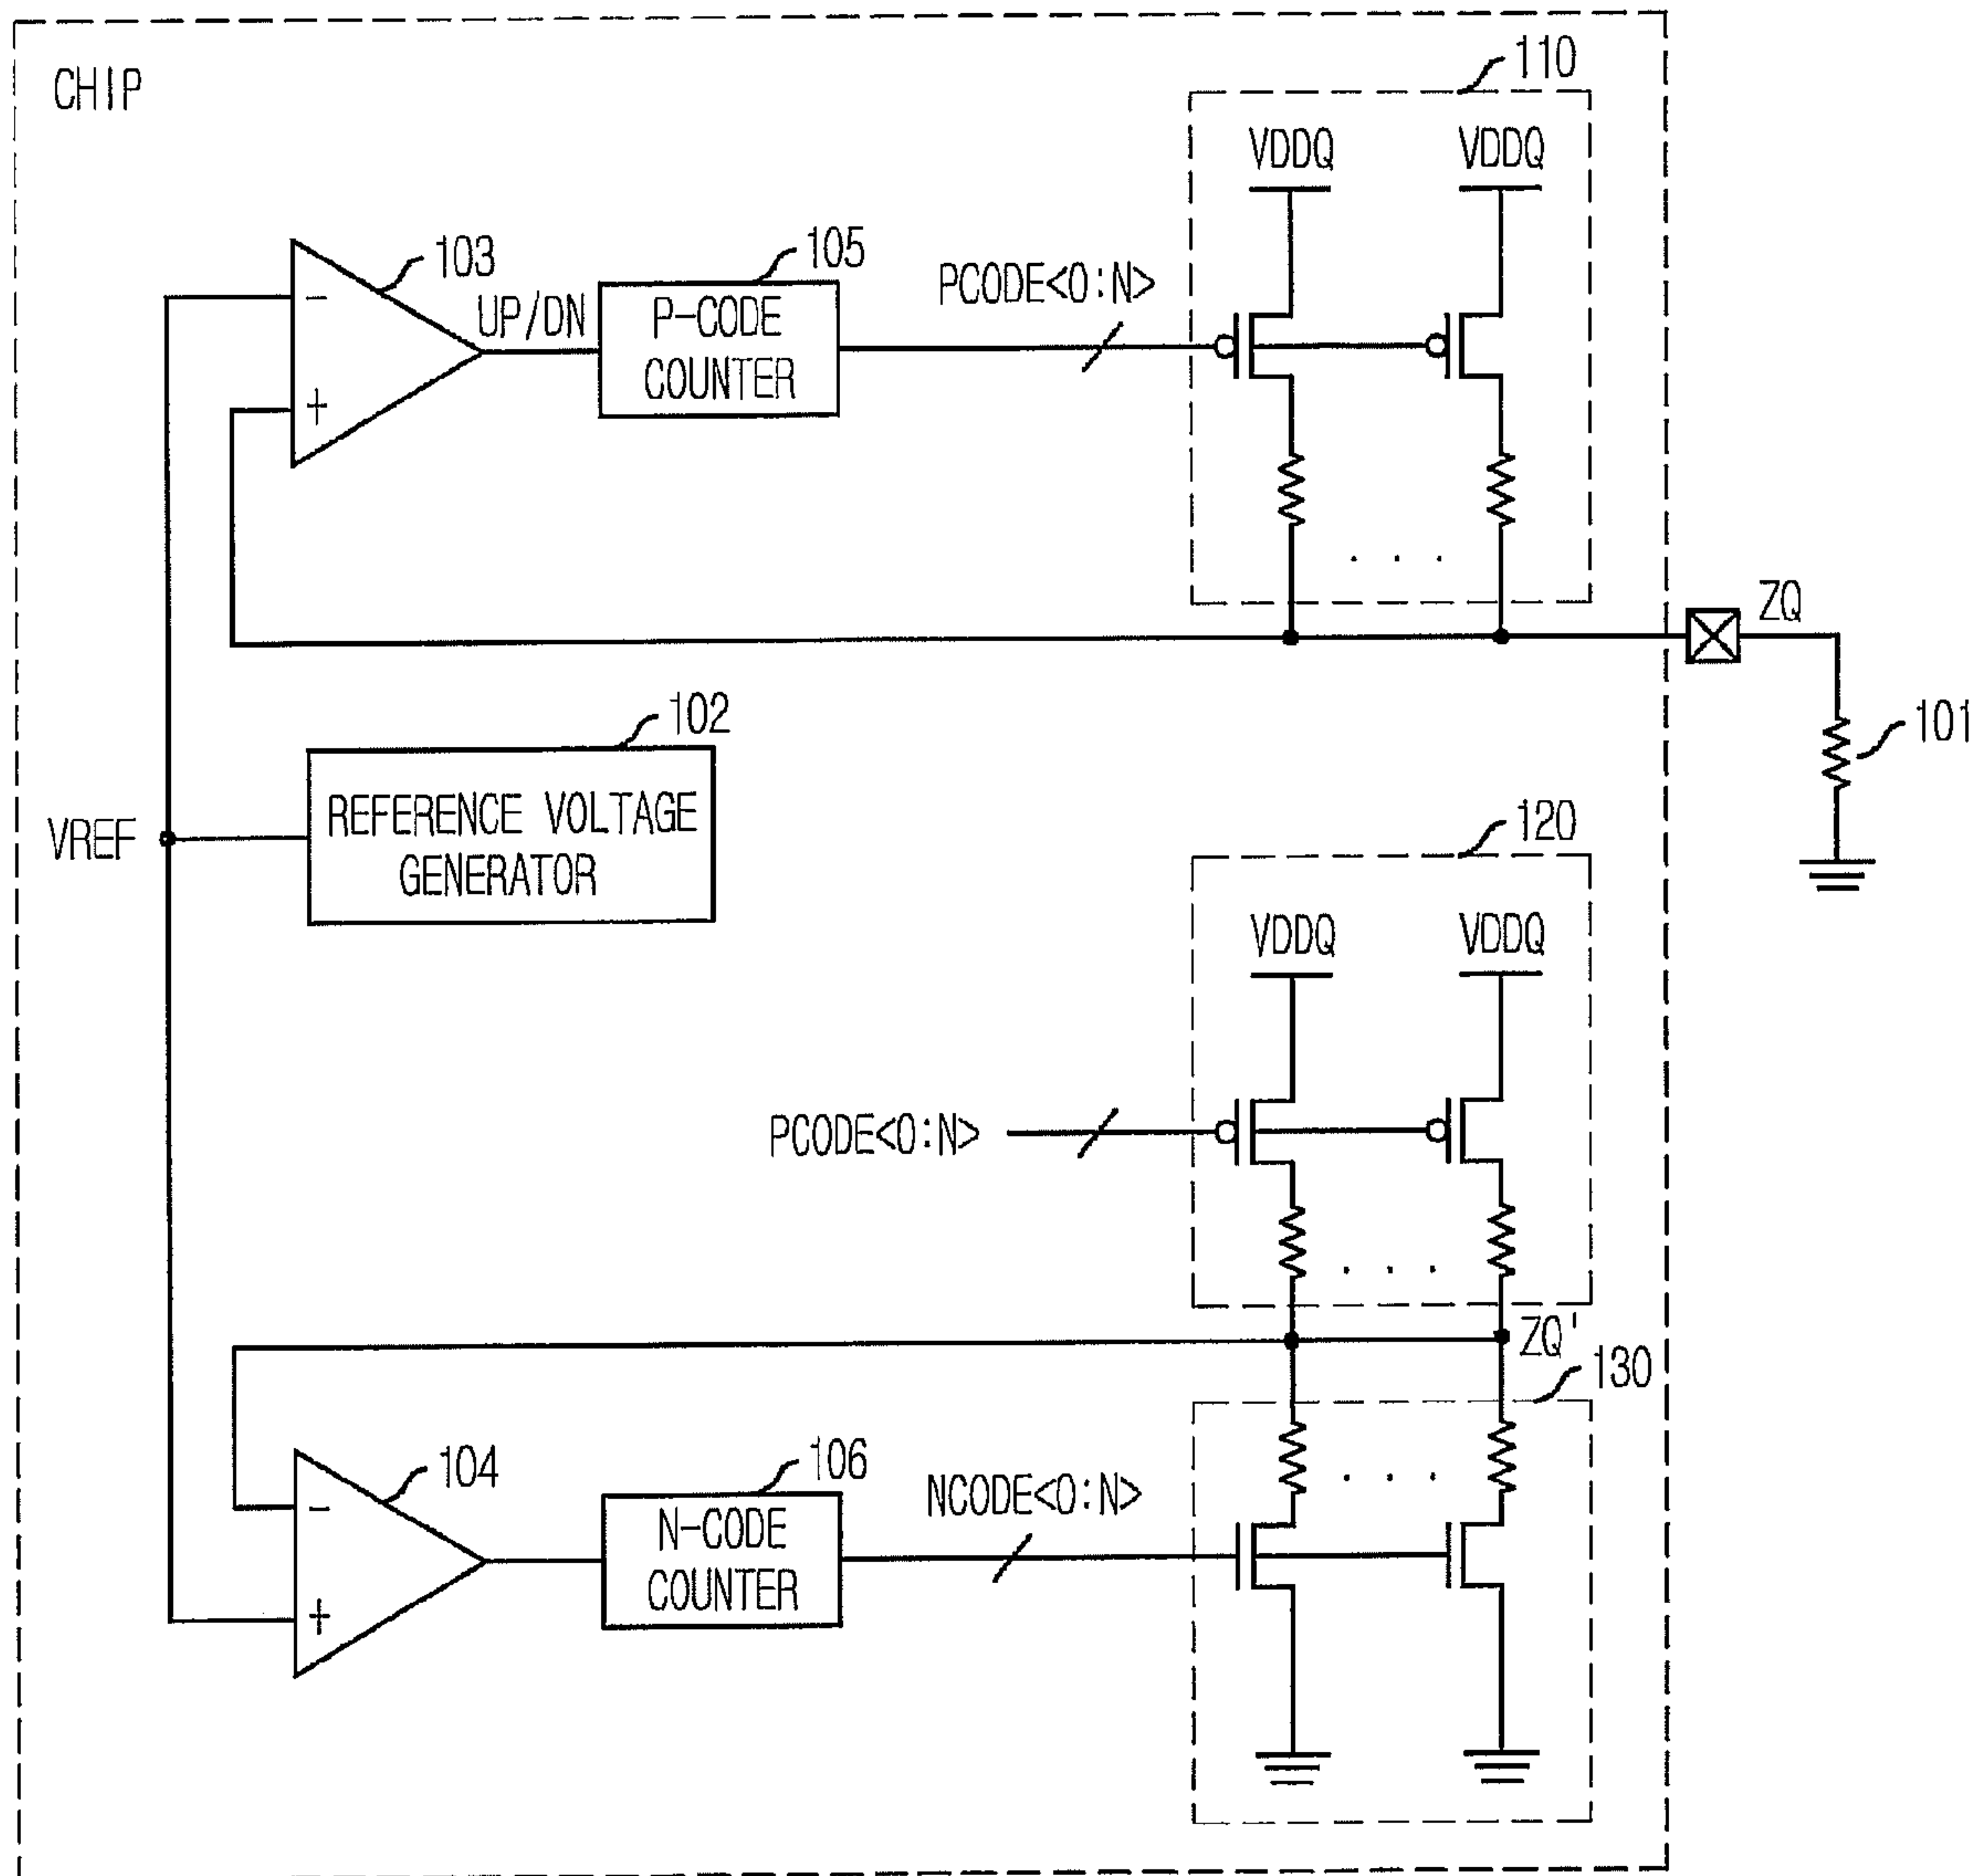 CHIP
110
VDDQ VDDQ
103
105
UP/DN
P-CODE
COUNTER
PCODE<0:N>
-
+
. . .
ZQ
101
102
REFERENCE VOLTAGE
GENERATOR
VREF
120
VDDQ VDDQ
PCODE<0:N>
. . .
ZQ'
130
104
106
N-CODE
COUNTER
NCODE<0:N>
-
+
. . .